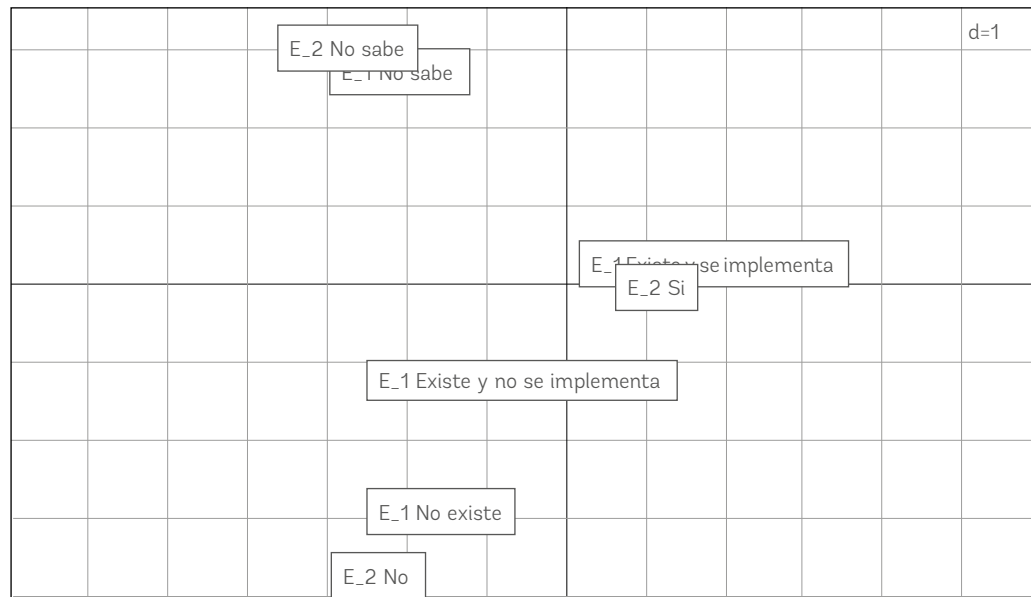 d=1
E_2 No sabe
E_1 No sabe
E_1 Existe y se implementa
E_2 Si
E_1 Existe y no se implementa
E_1 No existe
E_2 No